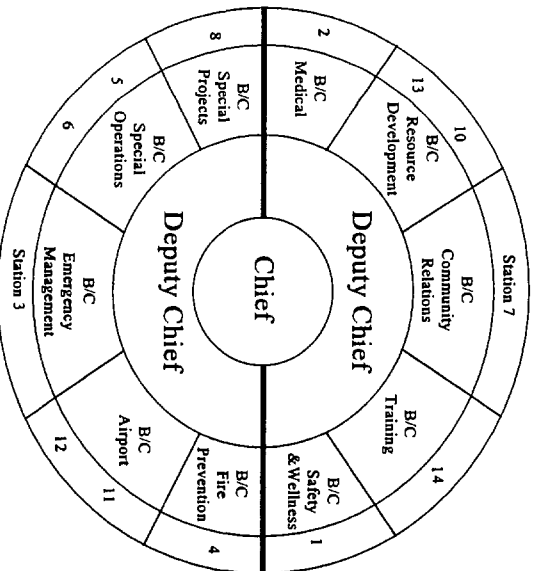 Station 7
10
13
2
14
1
B/C
Community
Relations
B/C
Resource
Development
B/C
Training
B/C
Medical
B/C
Safety
&Wellness
Deputy Chief
Chief
Deputy Chief
B/C
Special
Projects
B/C
Fire
Prevention
B/C
Special
Operations
B/C
Airport
B/C
Emergency
Management
8
5
6
4
11
12
Station 3